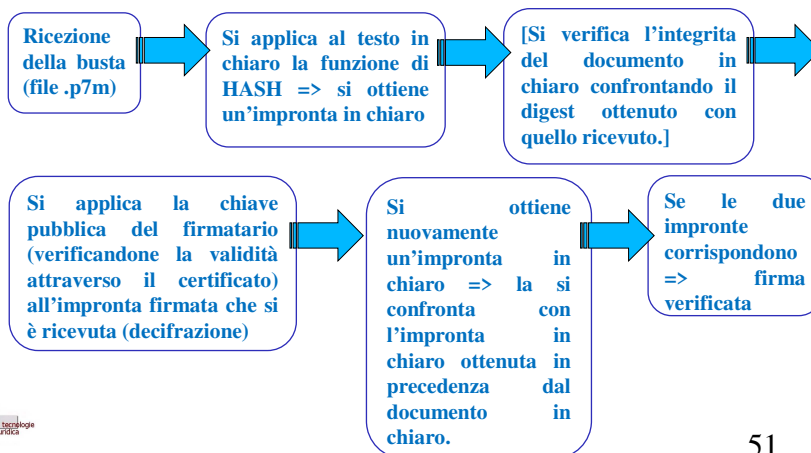 Ricezione
della busta
(file .p7m)
Si applica al testo in
chiaro la funzione di
HASH => si ottiene
un’impronta in chiaro
[Si verifica l’integrita
del documento in
chiaro confrontando il
digest ottenuto con
quello ricevuto.]
Si applica la chiave
pubblica del firmatario
(verificandone la validità
attraverso il certificato)
all’impronta firmata che si
è ricevuta (decifrazione)
Si ottiene
nuovamente
un’impronta in
chiaro => la si
confronta con
l’impronta in
chiaro ottenuta in
precedenza dal
documento in
chiaro.
Se le due
impronte
corrispondono
=> firma
verificata
tecnologie
51